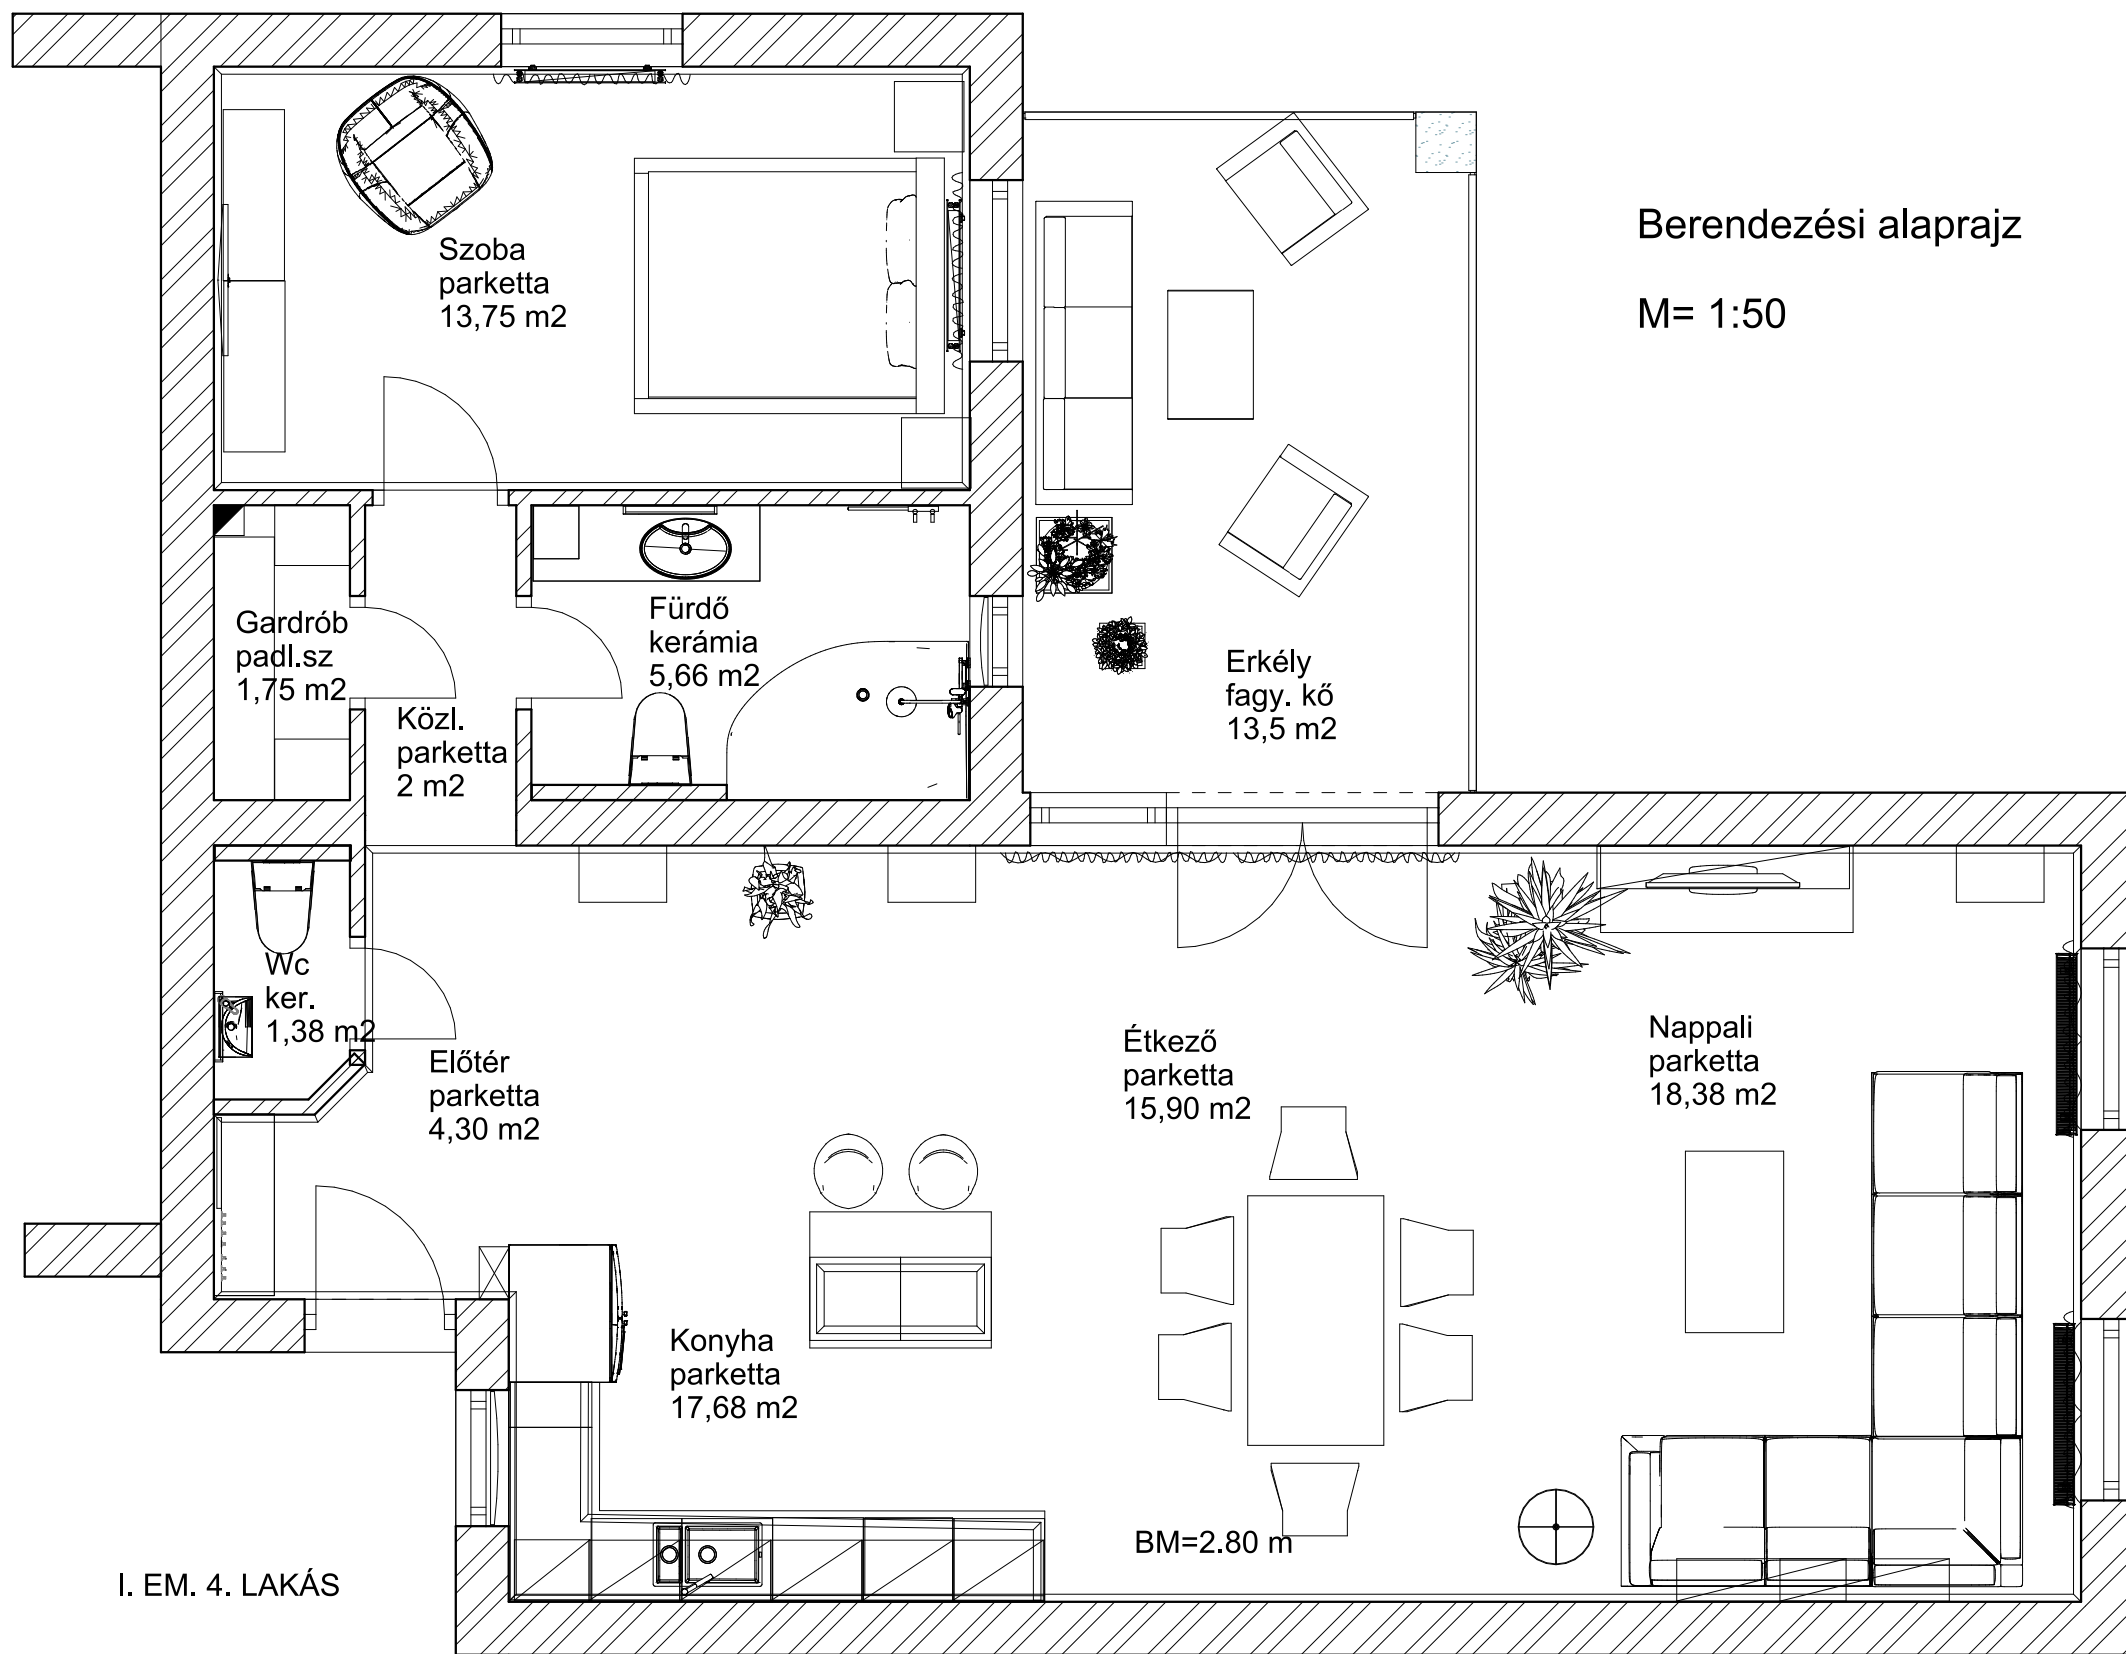 Berendezési alaprajz
M= 1:50
Szoba
parketta
13,75 m2
Gardrób
padl.sz
1,75 m2
Közl.
parketta
2 m2
Fürdő
kerámia
5,66 m2
Erkély
fagy. kő
13,5 m2
Wc
ker.
1,38 m2
Előtér
parketta
4,30 m2
Étkező
parketta
15,90 m2
Nappali
parketta
18,38 m2
Konyha
parketta
17,68 m2
BM=2.80 m
I. EM. 4. LAKÁS